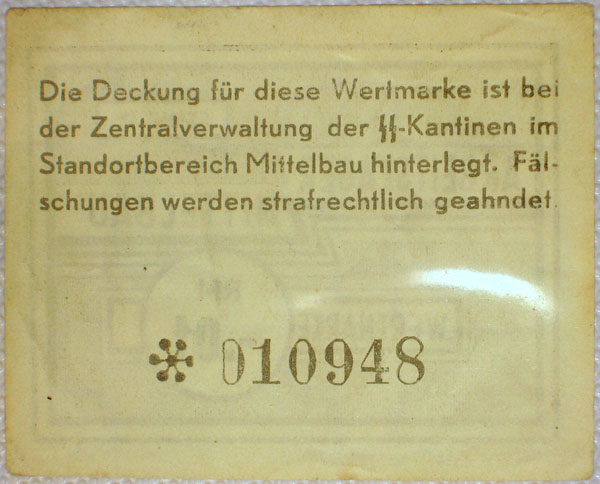 Die Deckung für diese Wertmarke ist bei
der Zentralverwaltung der ᛋᛋ-Kantinen im
Standortbereich Mittelbau hinterlegt. Fäl-
schungen werden strafrechtlich geahndet.
* 010948